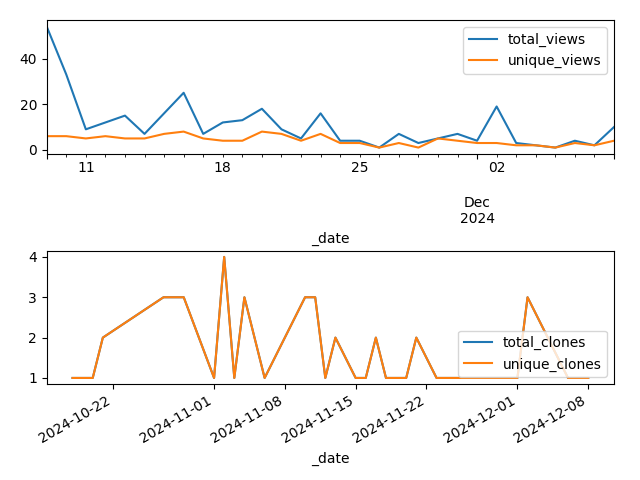 total_views
unique_views
40
20
0
11
18
25
02
Dec
2024
_date
4
3
2
1
total_clones
unique_clones
2024-10-22
2024-11-01
2024-11-08
2024-11-15
2024-11-22
2024-12-01
2024-12-08
_date